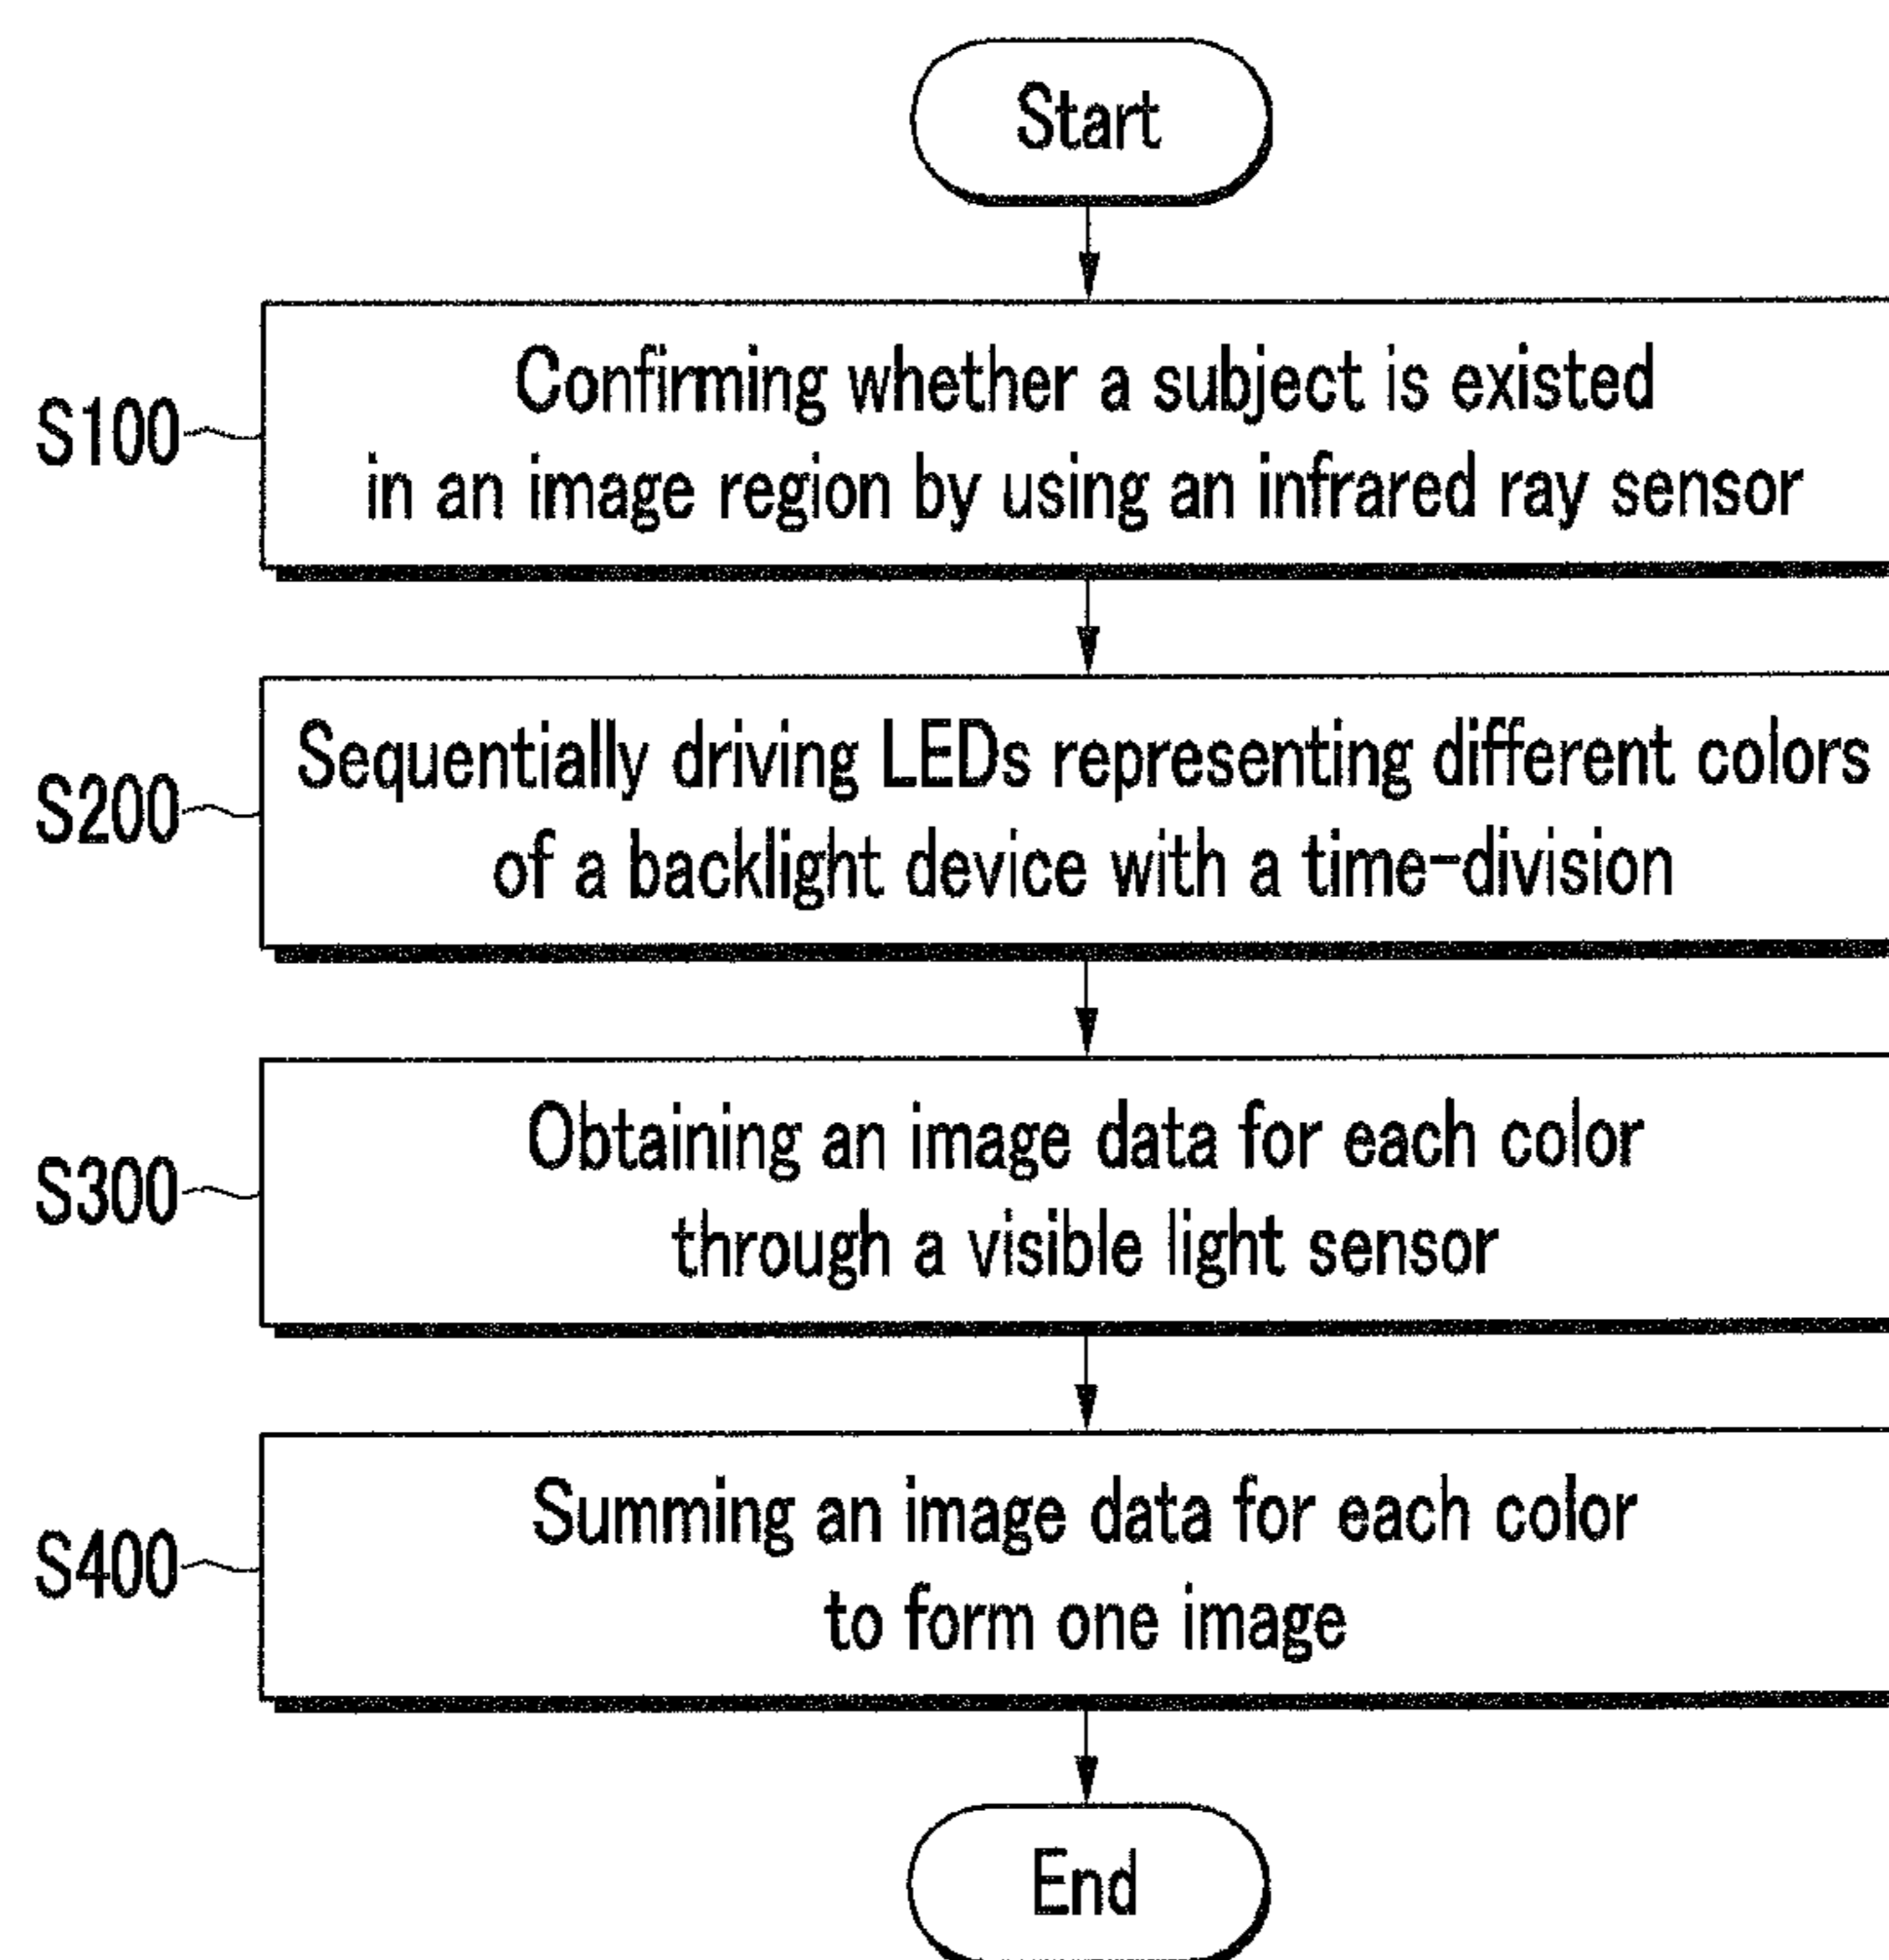 Start
S100
Confirming whether a subject is existed
in an image region by using an infrared ray sensor
S200
Sequentially driving LEDs representing different colors
of a backlight device with a time-division
S300
Obtaining an image data for each color
through a visible light sensor
S400
Summing an image data for each color
to form one image
End